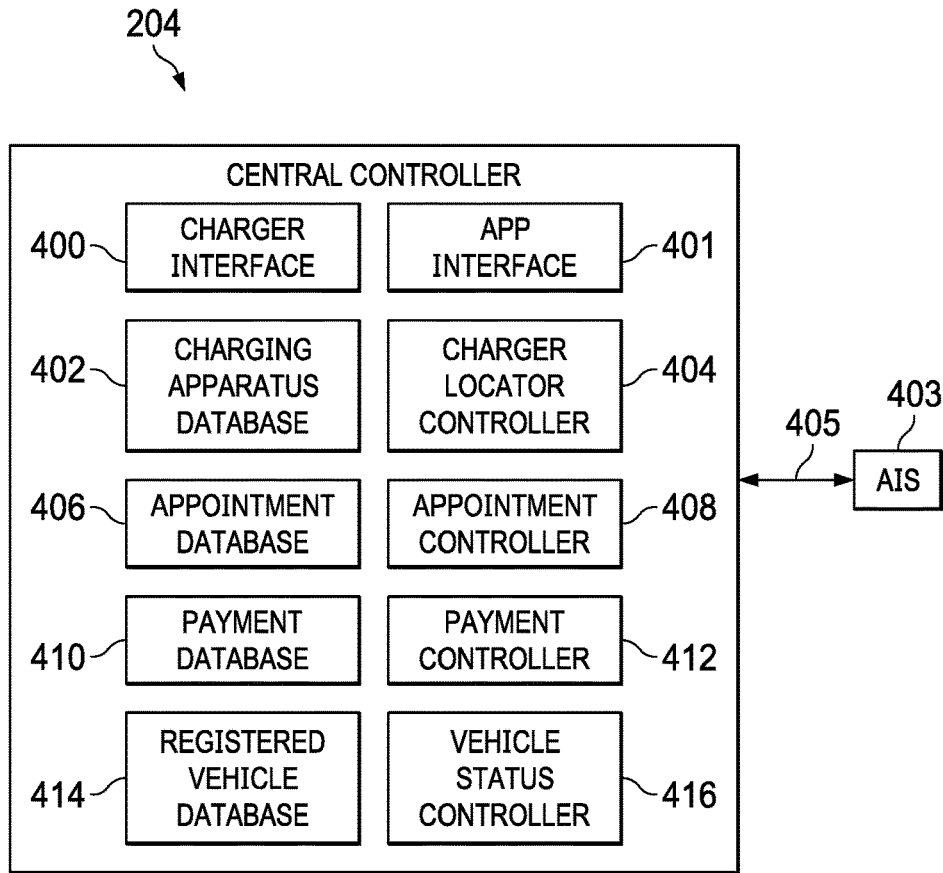 204
CENTRAL CONTROLLER
400
CHARGER
INTERFACE
APP
INTERFACE
401
402
CHARGING
APPARATUS
DATABASE
CHARGER
LOCATOR
CONTROLLER
404
405
403
AIS
406
APPOINTMENT
DATABASE
APPOINTMENT
CONTROLLER
408
410
PAYMENT
DATABASE
PAYMENT
CONTROLLER
412
414
REGISTERED
VEHICLE
DATABASE
VEHICLE
STATUS
CONTROLLER
416